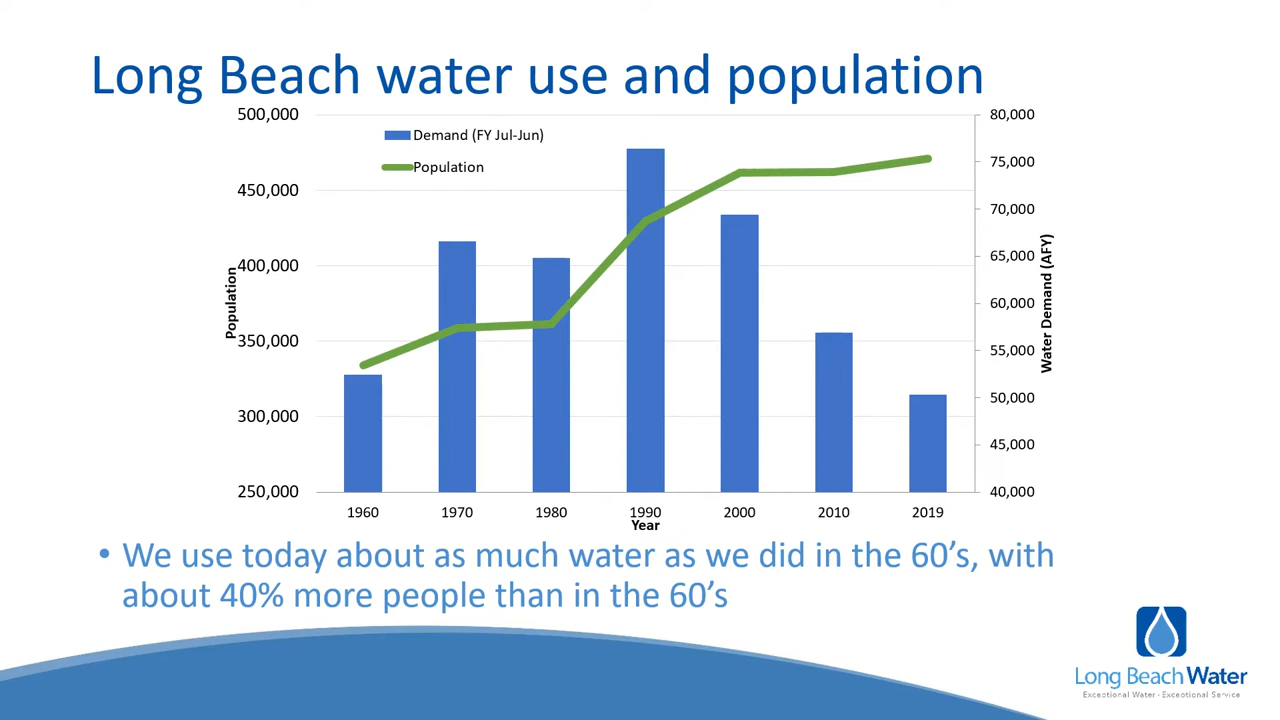 Long Beach water use and population
Demand (FY Jul-Jun)
Population
500,000
450,000
400,000
350,000
300,000
250,000
Population
80,000
75,000
70,000
65,000
60,000
55,000
50,000
45,000
40,000
Water Demand (AFY)
1960 1970 1980 1990 2000 2010 2019
Year
• We use today about as much water as we did in the 60’s, with
about 40% more people than in the 60’s
Long Beach Water
Exceptional Water · Exceptional Service